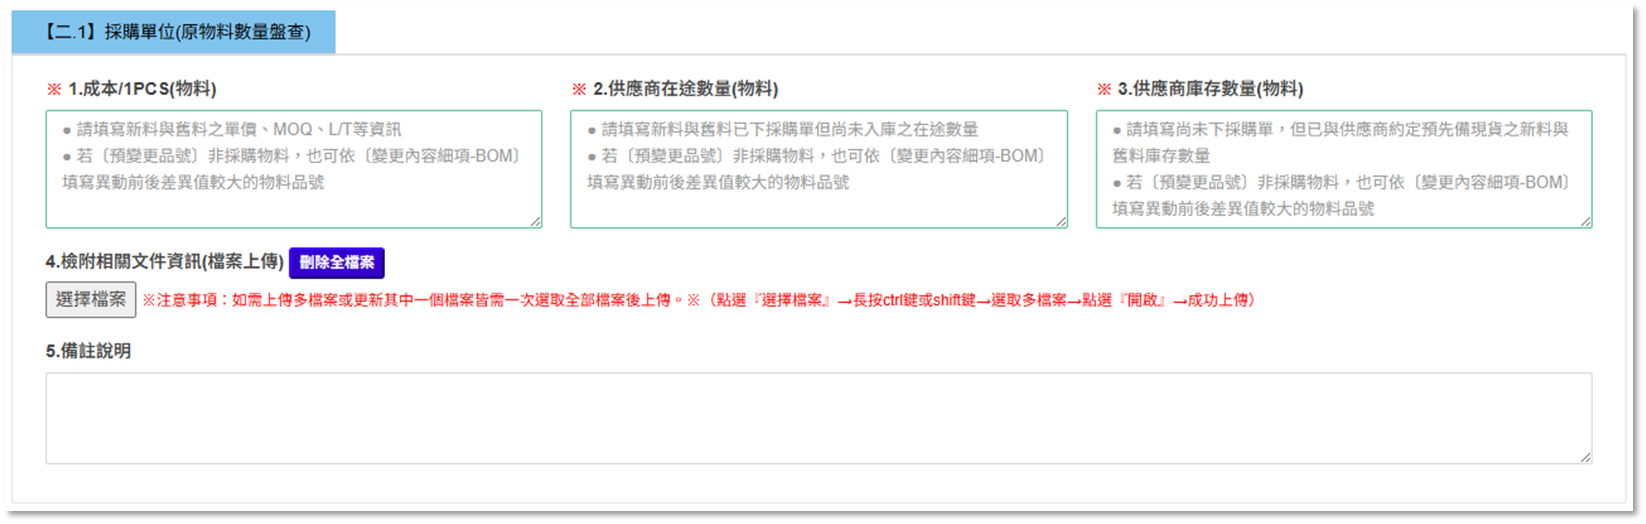 【二.1】採購單位(原物料數量盤查)
※ 1.成本/1PCS(物料)
● 請填寫新料與舊料之單價、MOQ、L/T等資訊
● 若〔預變更品號〕非採購物料，也可依〔變更內容細項-BOM〕
填寫異動前後差異值較大的物料品號
※ 2.供應商在途數量(物料)
● 請填寫新料與舊料已下採購單但尚未入庫之在途數量
● 若〔預變更品號〕非採購物料，也可依〔變更內容細項-BOM〕
填寫異動前後差異值較大的物料品號
※ 3.供應商庫存數量(物料)
● 請填寫尚未下採購單，但已與供應商約定預先備現貨之新料與
舊料庫存數量
● 若〔預變更品號〕非採購物料，也可依〔變更內容細項-BOM〕
填寫異動前後差異值較大的物料品號
4.檢附相關文件資訊(檔案上傳) 刪除全檔案
選擇檔案 ※注意事項：如需上傳多檔案或更新其中一個檔案皆需一次選取全部檔案後上傳。※（點選『選擇檔案』→長按ctrl鍵或shift鍵→選取多檔案→點選『開啟』→成功上傳）
5.備註說明